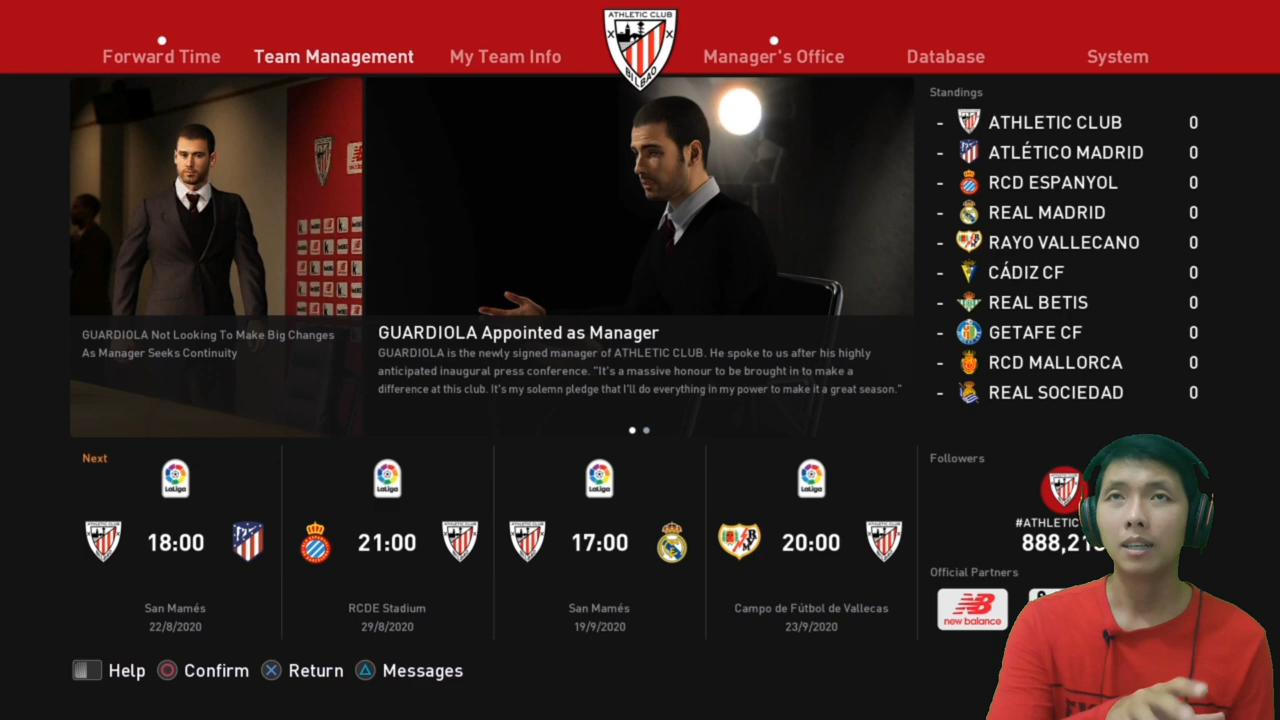 ATHLETIC CLUB
BILBAO
Forward Time
Team Management
My Team Info
Manager's Office
Database
System
GUARDIOLA Not Looking To Make Big Changes
As Manager Seeks Continuity
GUARDIOLA Appointed as Manager
GUARDIOLA is the newly signed manager of ATHLETIC CLUB. He spoke to us after his highly
anticipated inaugural press conference. "It's a massive honour to be brought in to make a
difference at this club. It's my solemn pledge that I'll do everything in my power to make it a great season."
Standings
- ATHLETIC CLUB 0
- ATLÉTICO MADRID 0
- RCD ESPANYOL 0
- REAL MADRID 0
- RAYO VALLECANO 0
- CÁDIZ CF 0
- REAL BETIS 0
- GETAFE CF 0
- RCD MALLORCA 0
- REAL SOCIEDAD 0
Next
LaLiga
18:00
San Mamés
22/8/2020
LaLiga
21:00
RCDE Stadium
29/8/2020
LaLiga
17:00
San Mamés
19/9/2020
LaLiga
20:00
Campo de Fútbol de Vallecas
23/9/2020
Followers
#ATHLETIC
888,21
Official Partners
new balance
Help
Confirm
Return
Messages